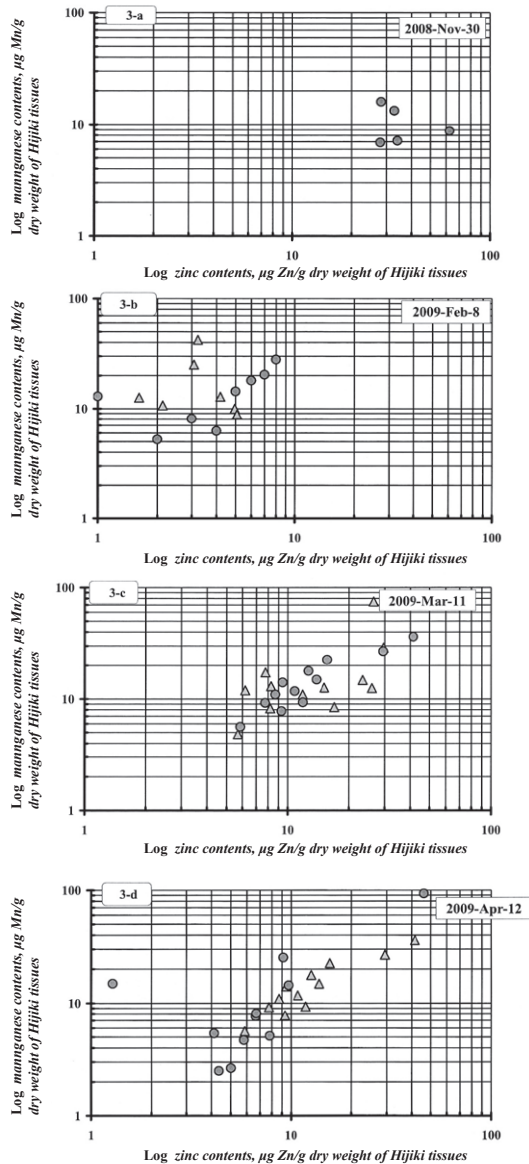 3-a
2008-Nov-30
100
10
1
1
10
100
Log mannganese contents, µg Mn/g
dry weight of Hijiki tissues
Log zinc contents, µg Zn/g dry weight of Hijiki tissues
3-b
2009-Feb-8
100
10
1
1
10
100
Log mannganese contents, µg Mn/g
dry weight of Hijiki tissues
Log zinc contents, µg Zn/g dry weight of Hijiki tissues
3-c
2009-Mar-11
100
10
1
1
10
100
Log mannganese contents, µg Mn/g
dry weight of Hijiki tissues
Log zinc contents, µg Zn/g dry weight of Hijiki tissues
3-d
2009-Apr-12
100
10
1
1
10
100
Log mannganese contents, µg Mn/g
dry weight of Hijiki tissues
Log zinc contents, µg Zn/g dry weight of Hijiki tissues